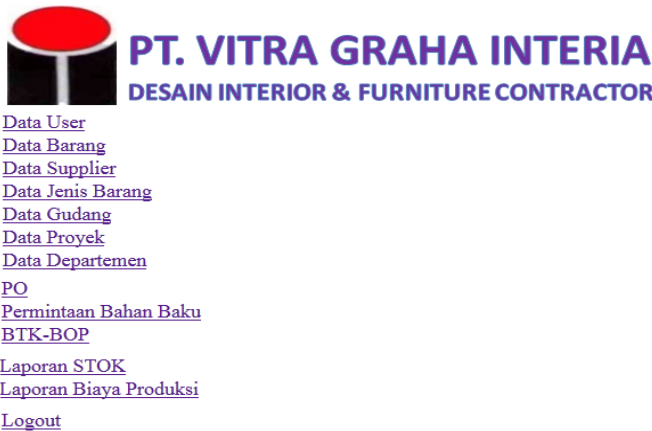 PT. VITRA GRAHA INTERIA
DESAIN INTERIOR & FURNITURE CONTRACTOR
Data User
Data Barang
Data Supplier
Data Jenis Barang
Data Gudang
Data Proyek
Data Departemen
PO
Permintaan Bahan Baku
BTK-BOP
Laporan STOK
Laporan Biaya Produksi
Logout